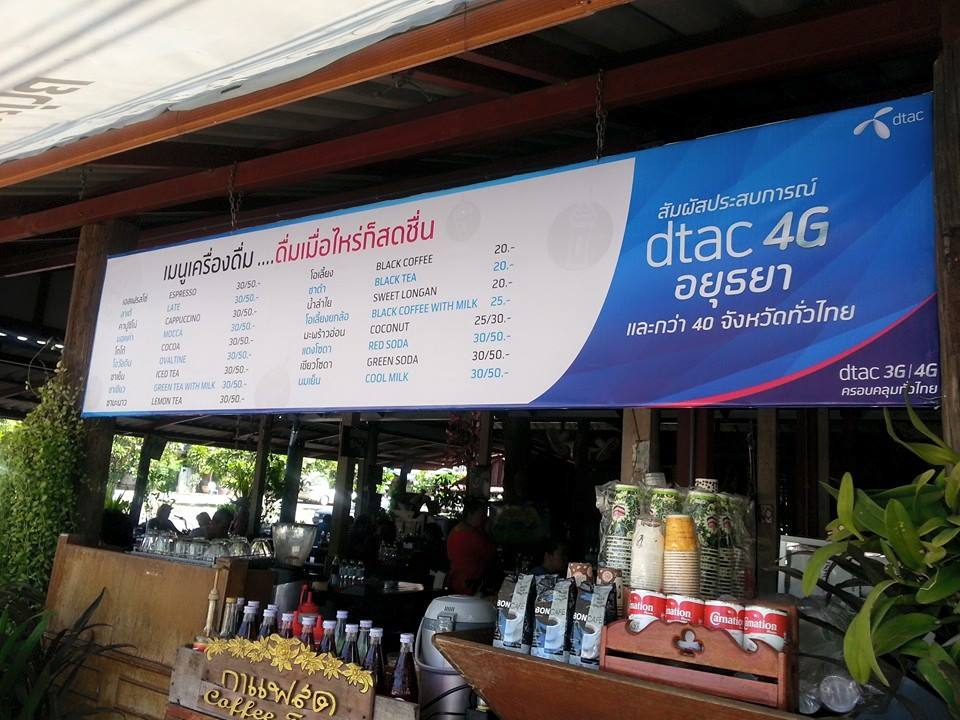 เมนูเครื่องดื่ม ....ดื่มเมื่อไหร่ก็สดชื่น
เอสเฟรสโซ่ ESPRESSO 30/50.-
ลาเต้ LATE 30/50.-
คาปูชิโน่ CAPPUCINO 30/50.-
มอคค่า MOCCA 30/50.-
โกโก้ COCOA 30/50.-
โอวัลติน OVALTINE 30/50.-
ชาเย็น ICED TEA 30/50.-
ชาเขียว GREEN TEA WITH MILK 30/50.-
ชามะนาว LEMON TEA 30/50.-
โอเลี้ยง BLACK COFFEE 20.-
ชาดำ BLACK TEA 20.-
น้ำลำใย SWEET LONGAN 20.-
โอเลี้ยงยกล้อ BLACK COFFEE WITH MILK 25.-
มะพร้าวอ่อน COCONUT 25/30.-
แดงโซดา RED SODA 30/50.-
เขียวโซดา GREEN SODA 30/50.-
นมเย็น COOL MILK 30/50.-
dtac
สัมผัสประสบการณ์
dtac 4G
อยุธยา
และกว่า 40 จังหวัดทั่วไทย
dtac 3G|4G
ครอบคลุมทั่วไทย
BON CAFE
BON CAFE
BON CAFE
Carnation
กาแฟสด
Coffee